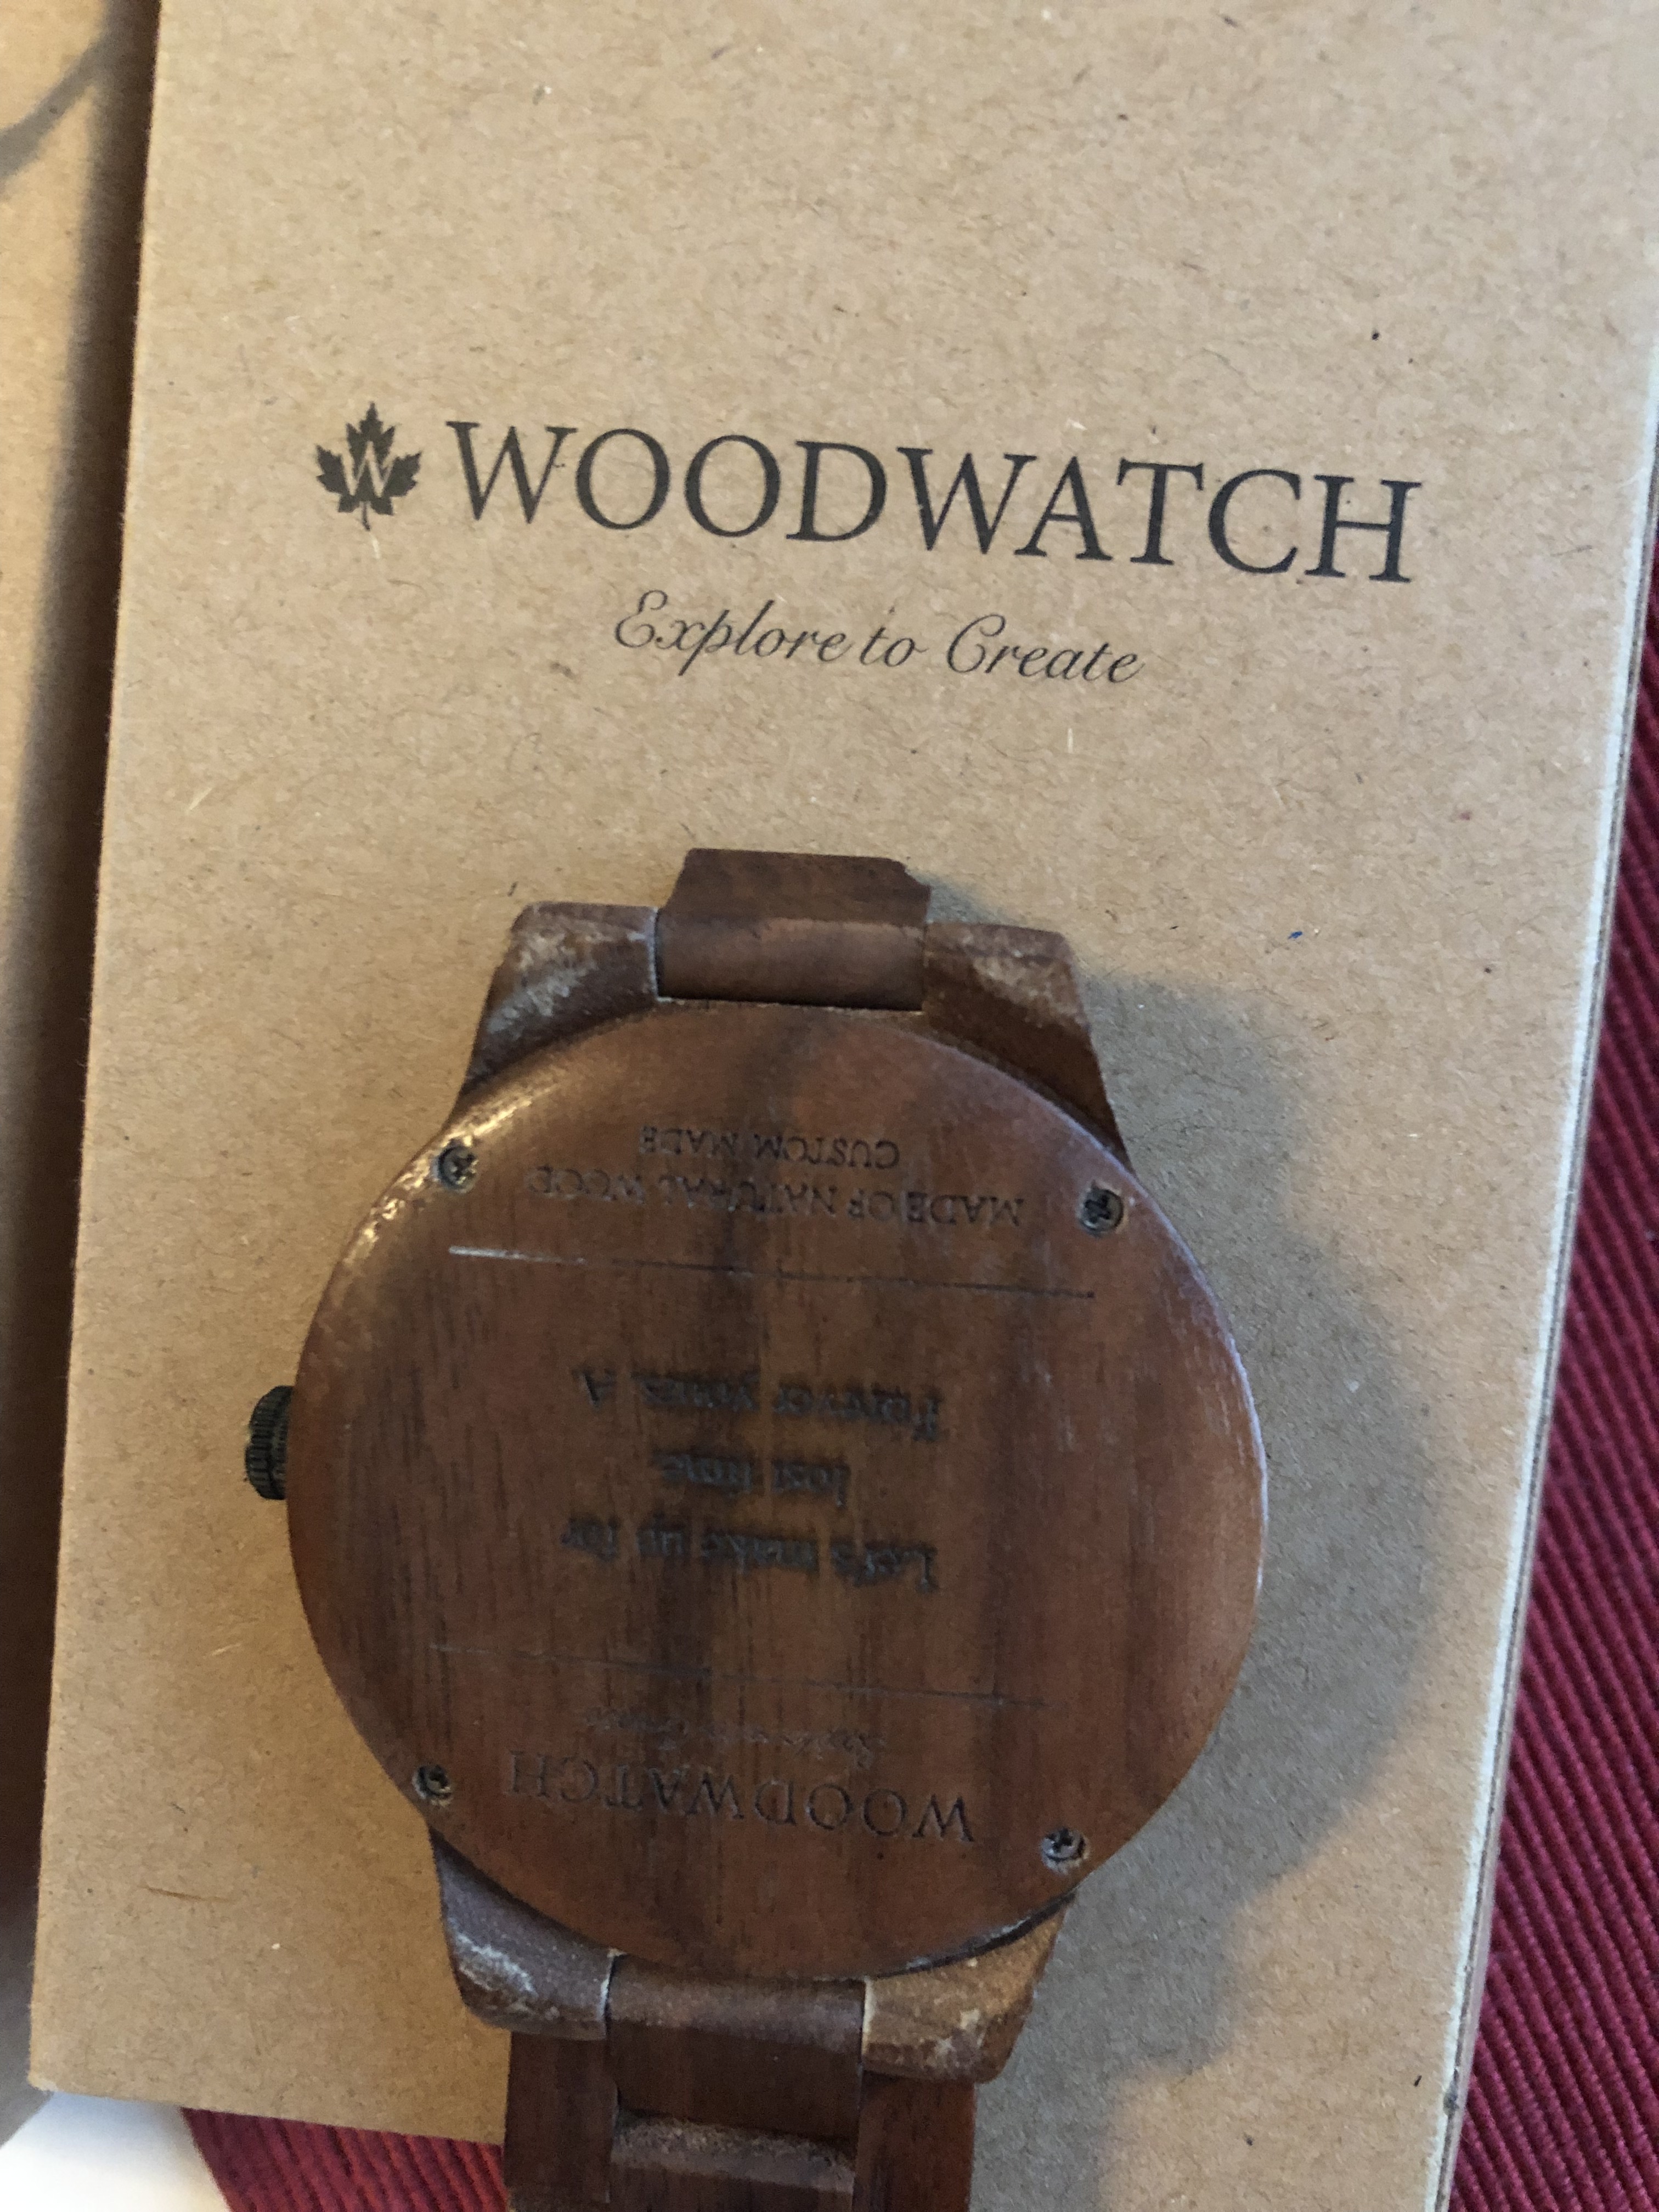 WOODWATCH
Explore to Create
WOODWATCH
Let's make up for
lost time.
Forever yours, A
MADE OF NATURAL WOOD
CUSTOM MADE